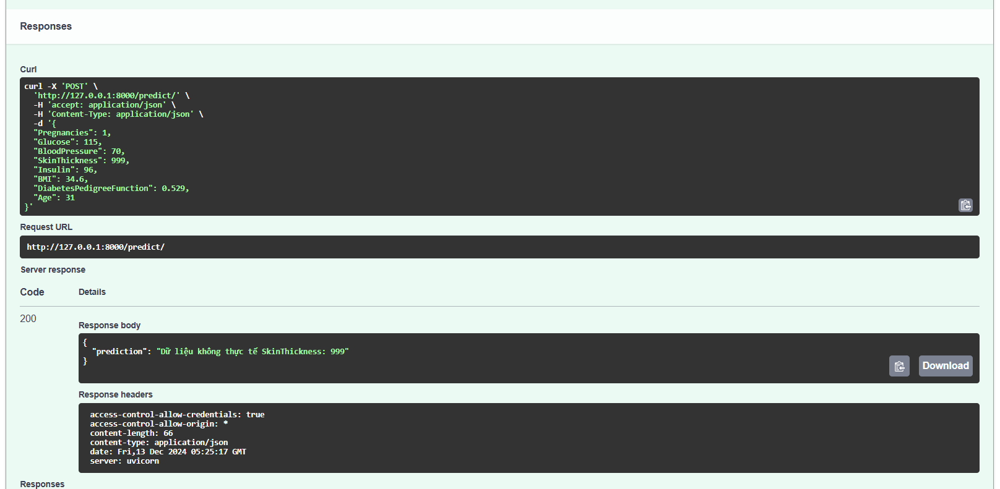 Responses
Curl
curl -X 'POST' \
  'http://127.0.0.1:8000/predict/' \
  -H 'accept: application/json' \
  -H 'Content-Type: application/json' \
  -d '{
  "Pregnancies": 1,
  "Glucose": 115,
  "BloodPressure": 70,
  "SkinThickness": 999,
  "Insulin": 96,
  "BMI": 34.6,
  "DiabetesPedigreeFunction": 0.529,
  "Age": 31
}'
Request URL
http://127.0.0.1:8000/predict/
Server response
Code Details
200
Response body
{
  "prediction": "Dữ liệu không thực tế SkinThickness: 999"
}
Download
Response headers
access-control-allow-credentials: true
access-control-allow-origin: *
content-length: 66
content-type: application/json
date: Fri,13 Dec 2024 05:25:17 GMT
server: uvicorn
Responses